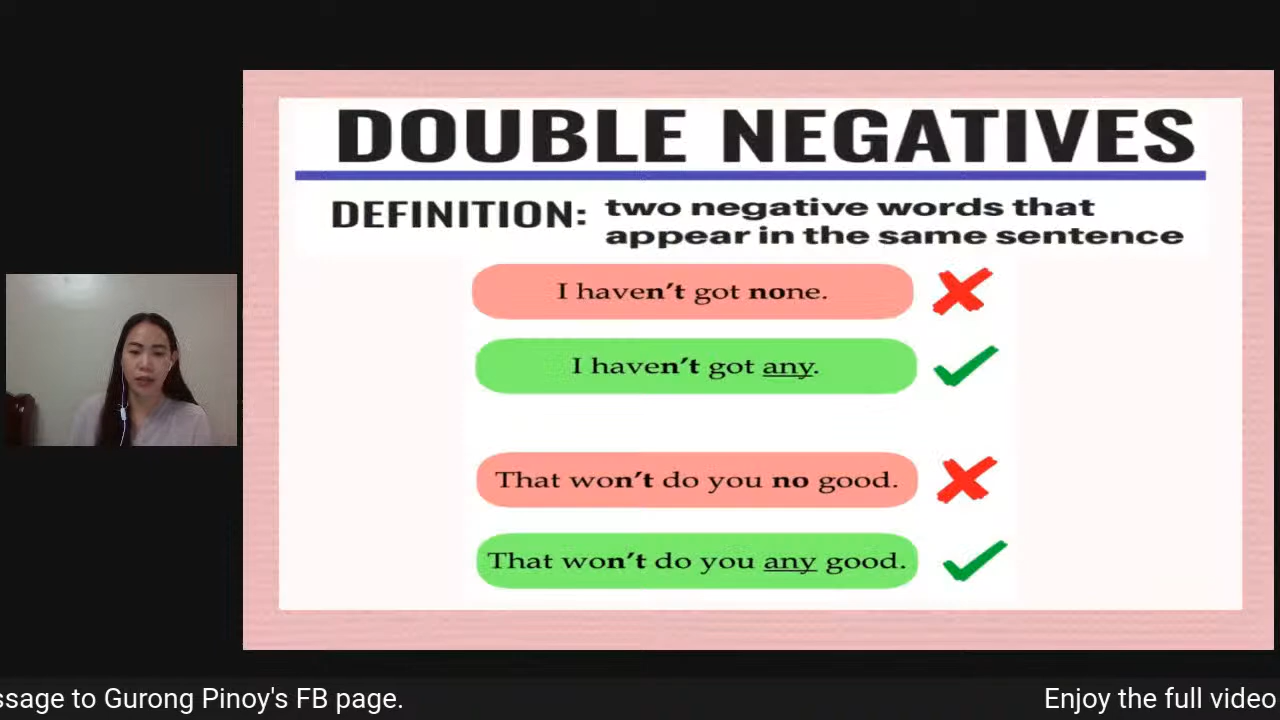 DOUBLE NEGATIVES
DEFINITION: two negative words that
appear in the same sentence
I haven't got none.
I haven't got any.
That won't do you no good.
That won't do you any good.
ssage to Gurong Pinoy's FB page.
Enjoy the full video